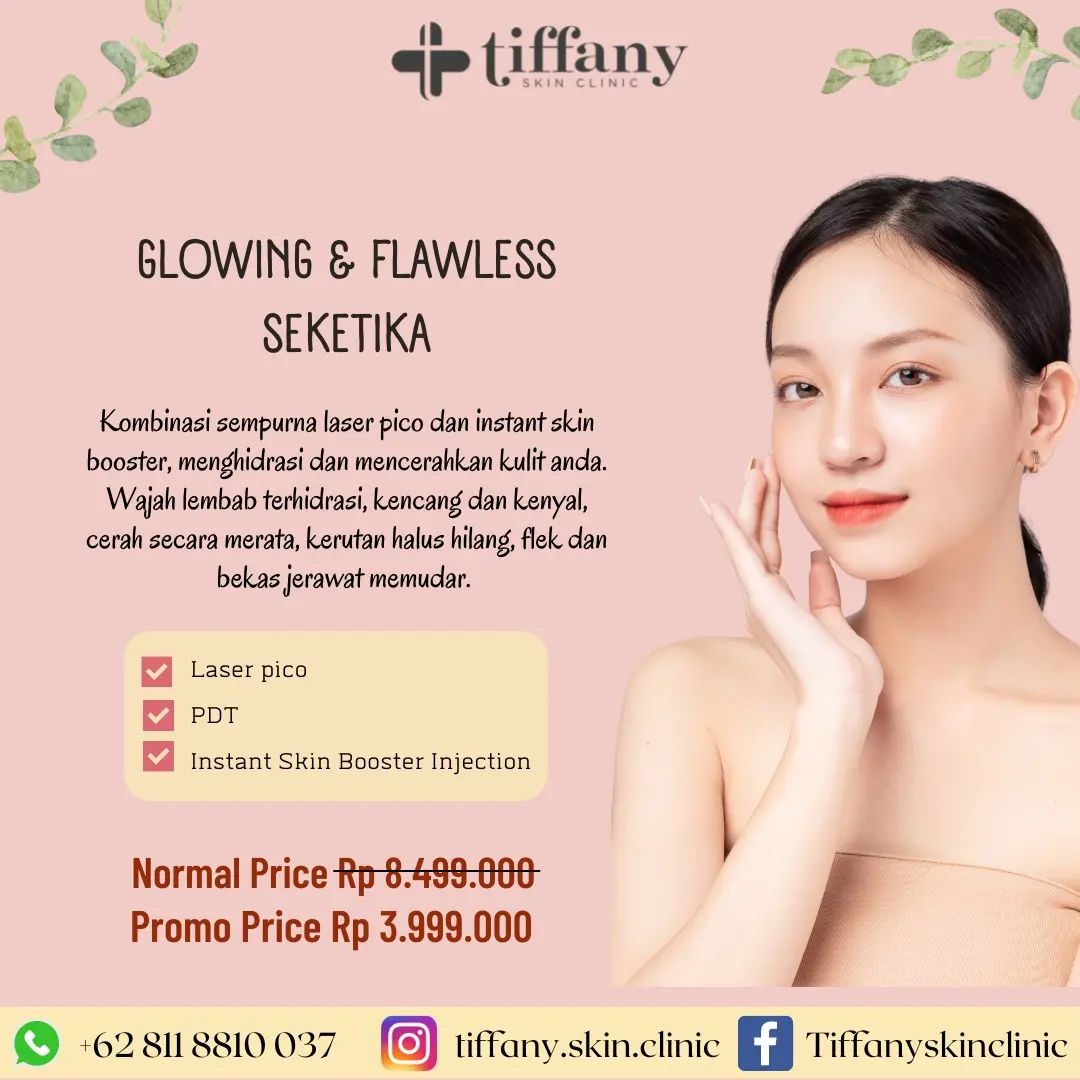 tiffany
SKIN CLINIC
GLOWING & FLAWLESS
SEKETIKA
Kombinasi sempurna laser pico dan instant skin
booster, menghidrasi dan mencerahkan kulit anda.
Wajah lembab terhidrasi, kencang dan kenyal,
cerah secara merata, kerutan halus hilang, flek dan
bekas jerawat memudar.
Laser pico
PDT
Instant Skin Booster Injection
Normal Price Rp 8.499.000
Promo Price Rp 3.999.000
+62 811 8810 037 tiffany.skin.clinic Tiffanyskinclinic